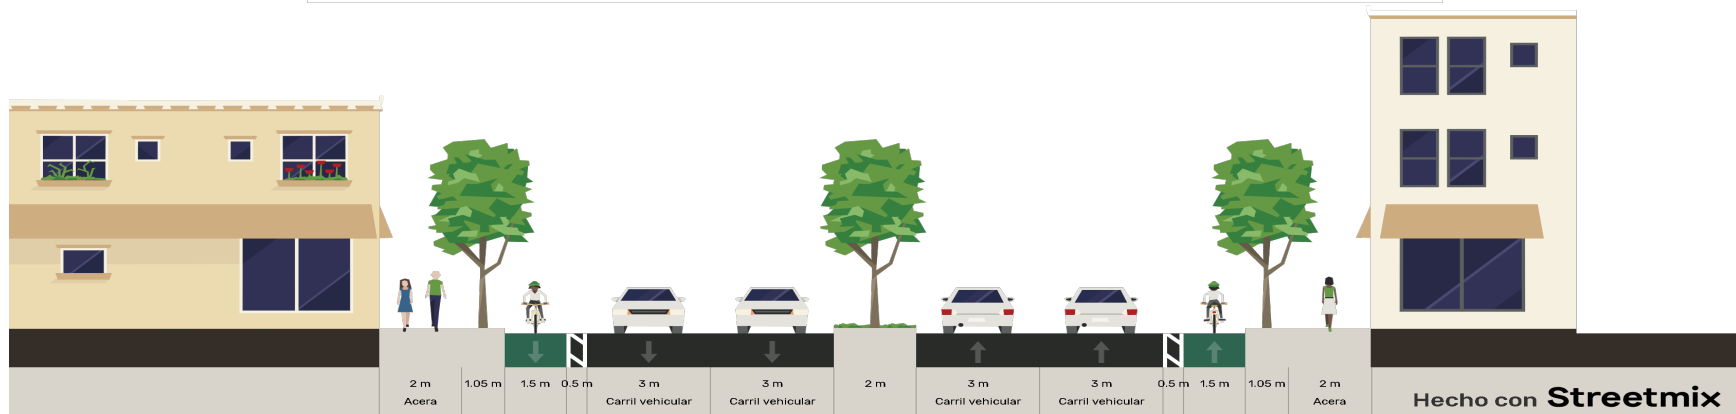 2 m 1.05 m 1.5 m 0.5 m 3 m 3 m 2 m 3 m 3 m 0.5 m 1.5 m 1.05 m 2 m
Acera Carril vehicular Carril vehicular Carril vehicular Carril vehicular Acera
Hecho con Streetmix